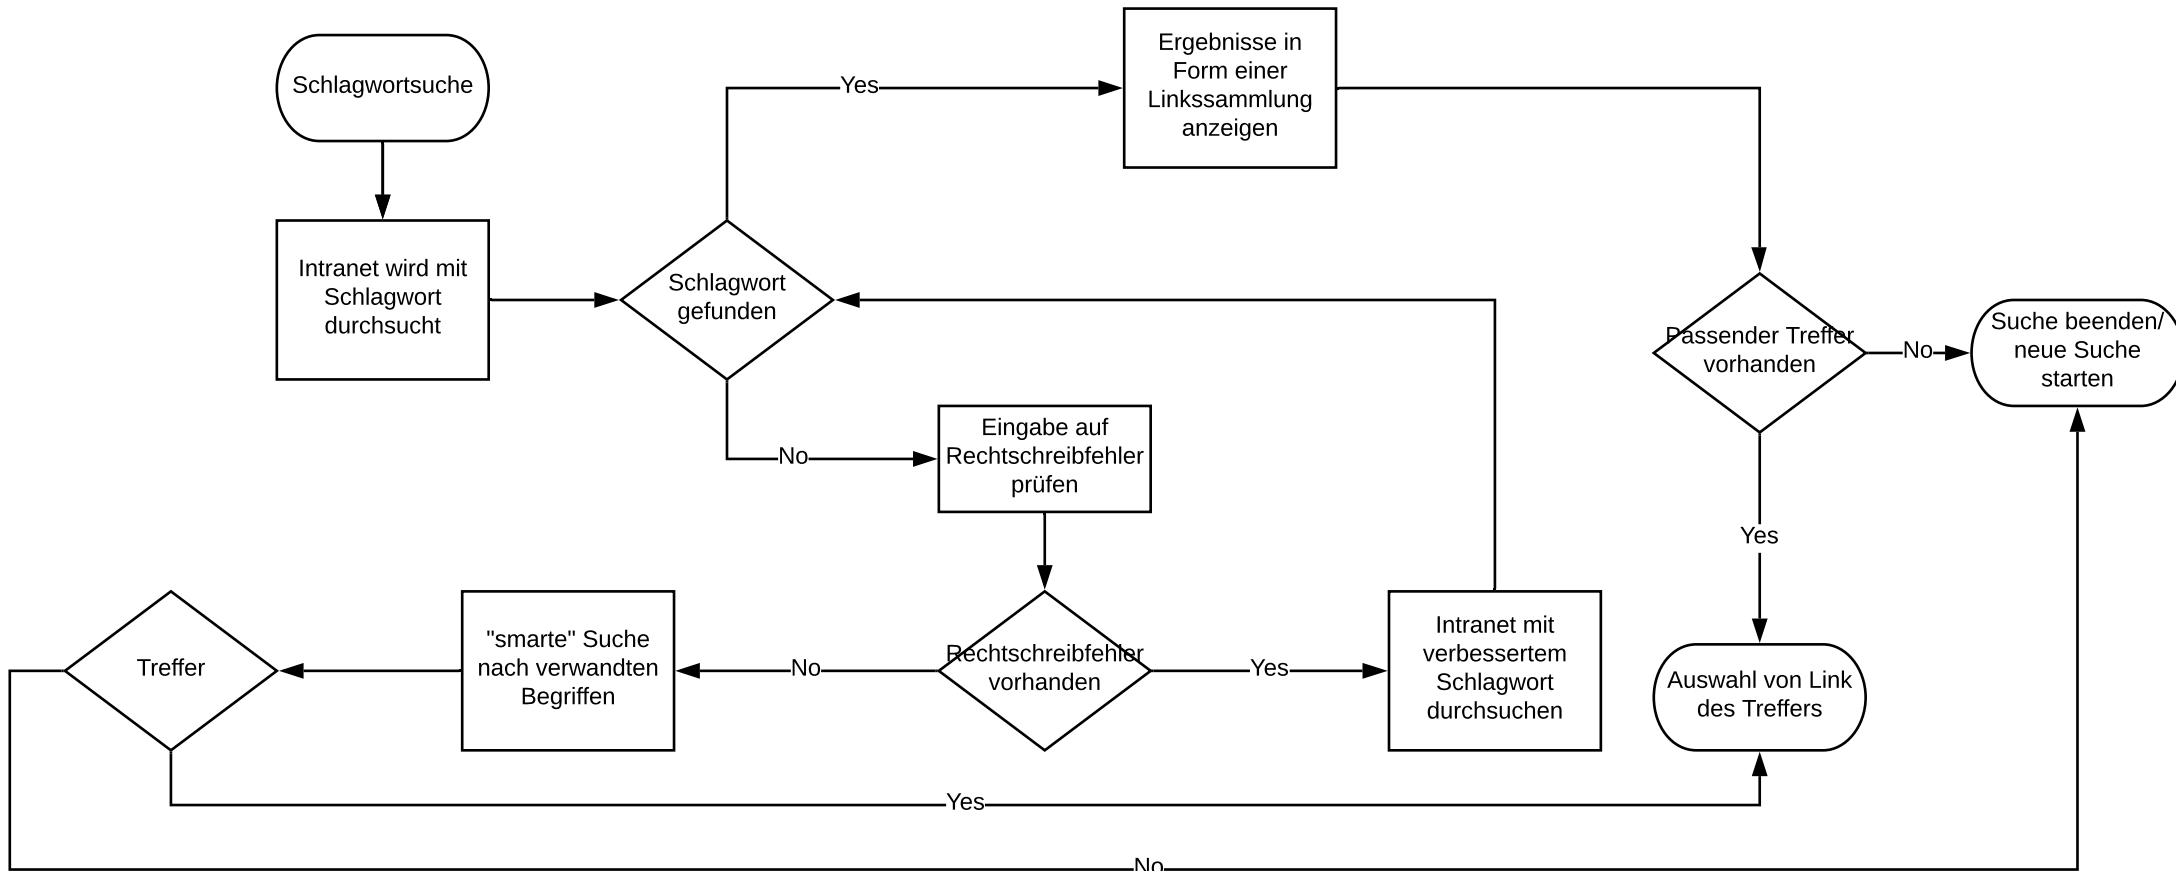 Schlagwortsuche
Intranet wird mit
Schlagwort
durchsucht
Schlagwort
gefunden
Yes
Ergebnisse in
Form einer
Linkssammlung
anzeigen
Passender Treffer
vorhanden
No
Suche beenden/
neue Suche
starten
No
Eingabe auf
Rechtschreibfehler
prüfen
Yes
Treffer
"smarte" Suche
nach verwandten
Begriffen
No
Rechtschreibfehler
vorhanden
Yes
Intranet mit
verbessertem
Schlagwort
durchsuchen
Auswahl von Link
des Treffers
Yes
No